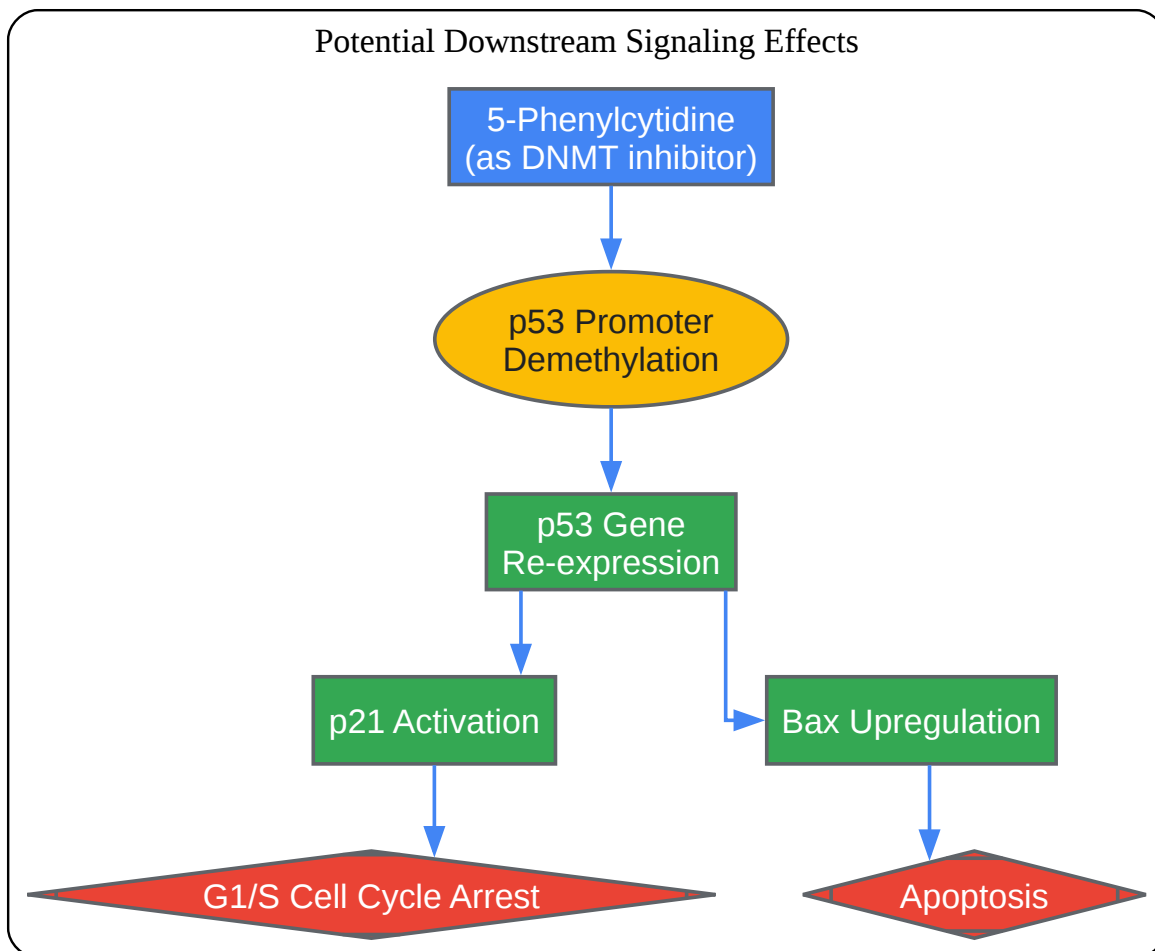 Potential Downstream Signaling Effects
5-Phenylcytidine
(as DNMT inhibitor)
p53 Promoter
Demethylation
p53 Gene
Re-expression
p21 Activation
Bax Upregulation
G1/S Cell Cycle Arrest
Apoptosis